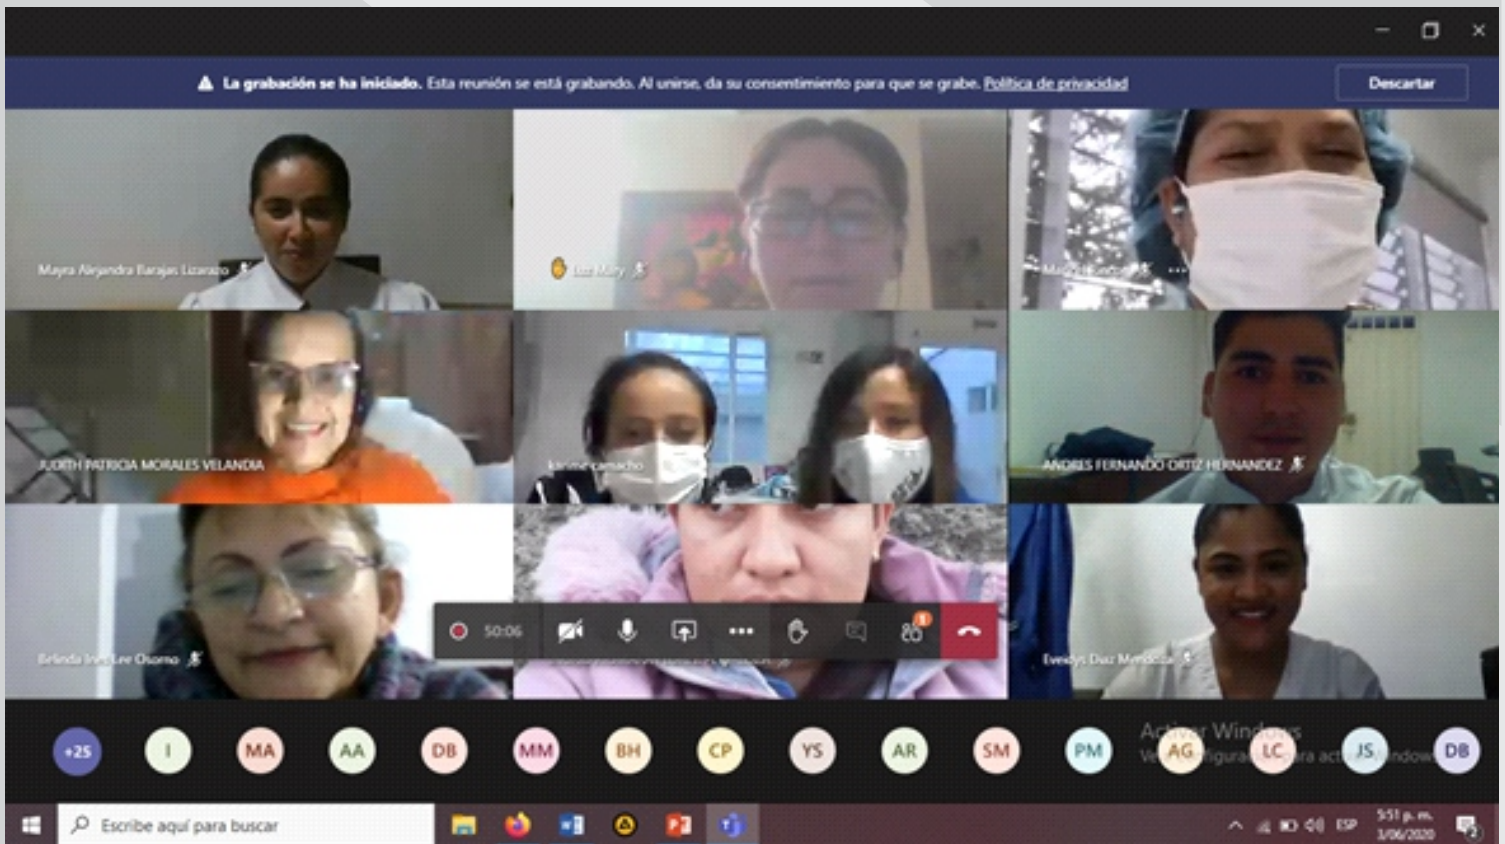 La grabación se ha iniciado. Esta reunión se está grabando. Al unirse, da su consentimiento para que se grabe. Política de privacidad
Descartar
Mayra Alejandra Barajas Lizarazo
Luz Mary
JUDITH PATRICIA MORALES VELANDIA
karime camacho
ANDRES FERNANDO ORTIZ HERNANDEZ
50:06
Belinda Ines Lee Osorno
Eveidys Diaz Mendoza
+25 I MA AA DB MM BH CP YS AR SM PM AG LC JS DB
Activar Windows
Escribe aquí para buscar
ESP
5:51 p. m.
3/06/2020